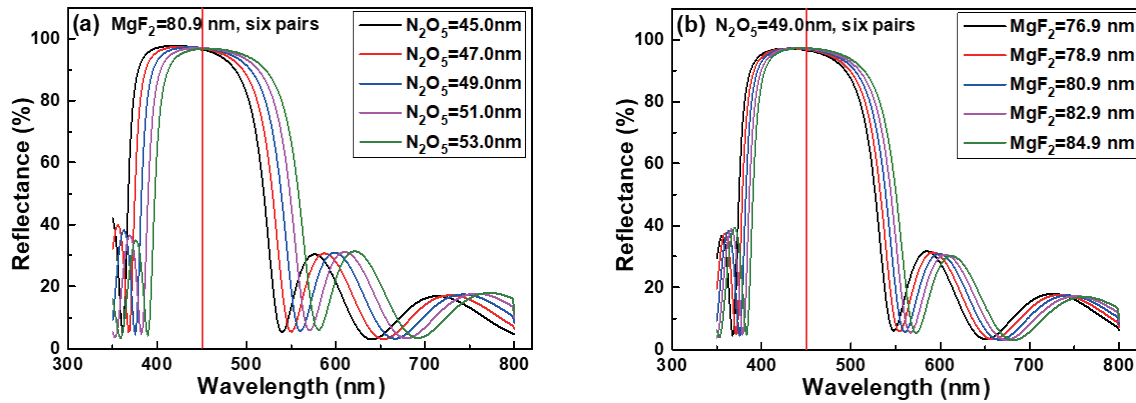 (a) MgF₂=80.9 nm, six pairs
N₂O₅=45.0nm
N₂O₅=47.0nm
N₂O₅=49.0nm
N₂O₅=51.0nm
N₂O₅=53.0nm
Reflectance (%)
100
80
60
40
20
0
300 400 500 600 700 800
Wavelength (nm)
(b) N₂O₅=49.0nm, six pairs
MgF₂=76.9 nm
MgF₂=78.9 nm
MgF₂=80.9 nm
MgF₂=82.9 nm
MgF₂=84.9 nm
Reflectance (%)
100
80
60
40
20
0
300 400 500 600 700 800
Wavelength (nm)